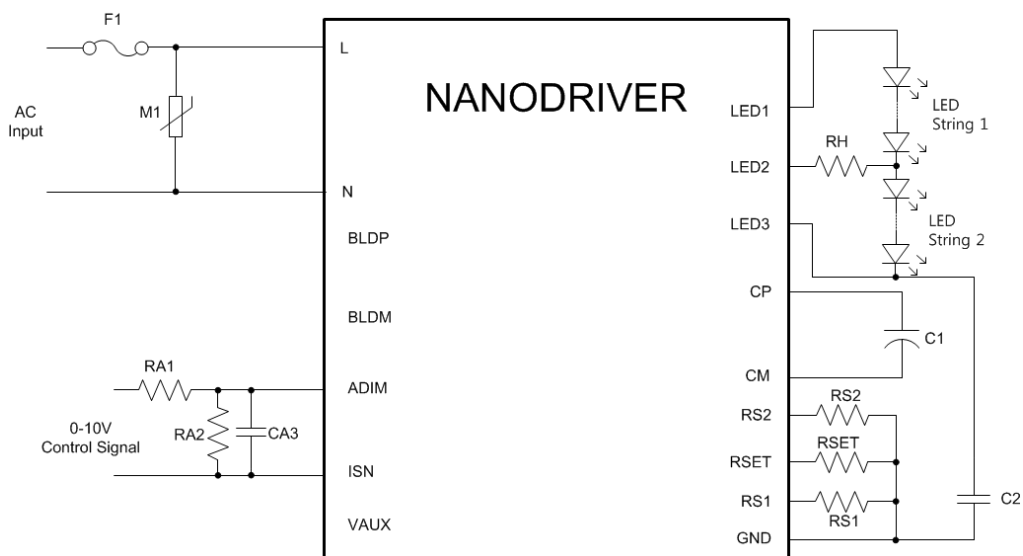 F1
L
NANODRIVER
LED1
LED
String 1
AC
Input
M1
RH
LED2
N
LED3
LED
String 2
BLDP
CP
BLDM
C1
CM
RA1
ADIM
RS2
RS2
0-10V
Control Signal
RA2
CA3
RSET
RSET
ISN
RS1
RS1
C2
VAUX
GND